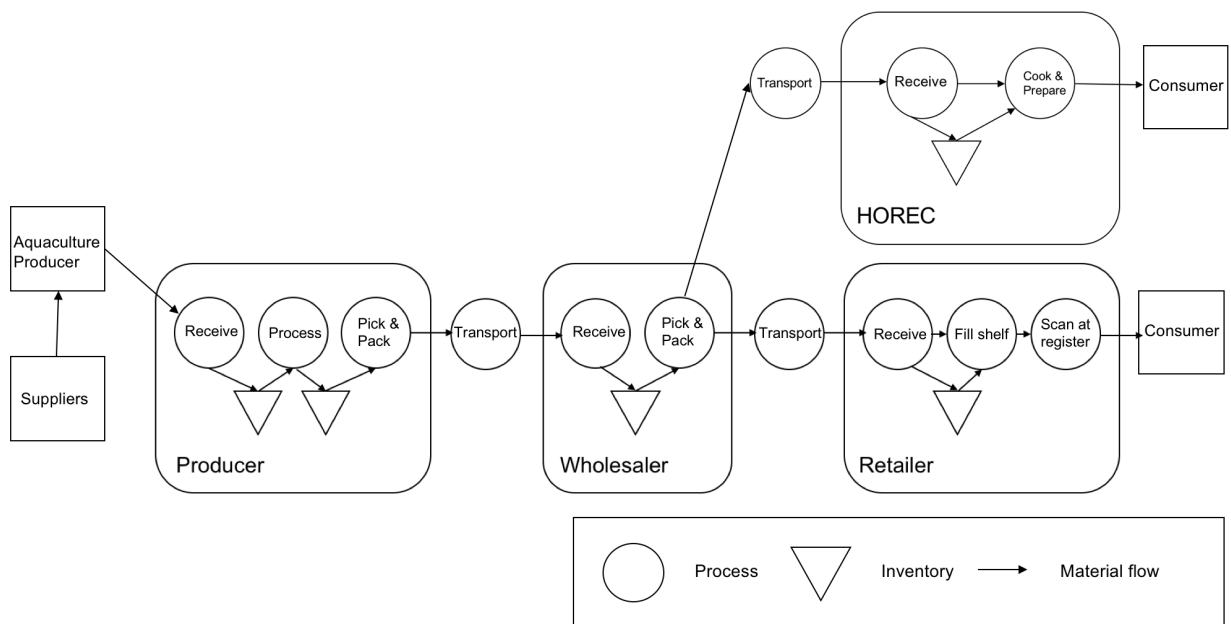 Transport
Receive
Cook &
Prepare
Consumer
HOREC
Aquaculture
Producer
Suppliers
Receive
Process
Pick &
Pack
Producer
Transport
Receive
Pick &
Pack
Wholesaler
Transport
Receive
Fill shelf
Scan at
register
Retailer
Consumer
Process
Inventory
Material flow